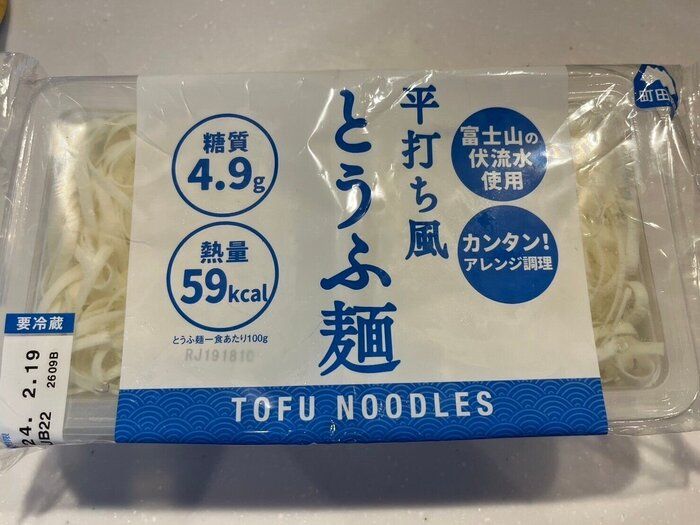 糖質
4.9g
熱量
59kcal
とうふ麺一食あたり100g
RJ191810
平打ち風
とうふ麺
富士山の
伏流水
使用
カンタン!
アレンジ調理
町田
TOFU NOODLES
要冷蔵
24. 2.19
2609B
B22